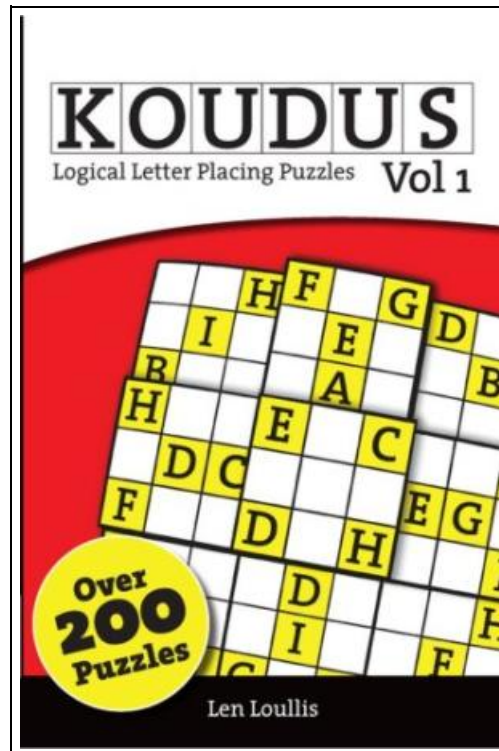 KOUDUS
Logical Letter Placing Puzzles
Vol 1
H F G D
I E B
B A
H E C
D C
F D H E G
D
I H
G C F
Over
200
Puzzles
Len Loullis